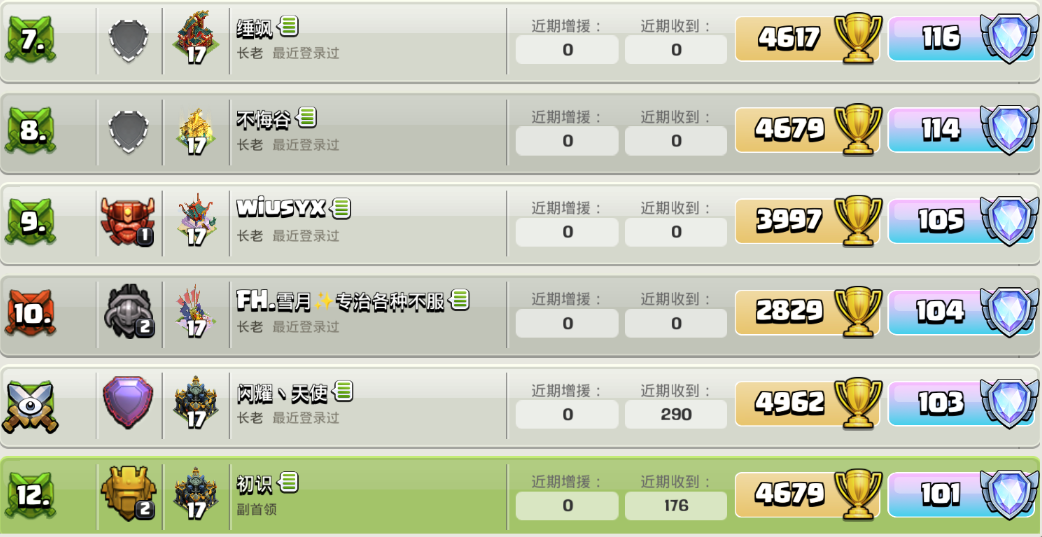 7.
17
缍飒
长老 最近登录过
近期增援：
0
近期收到：
0
4617
116
8.
17
不悔谷
长老 最近登录过
近期增援：
0
近期收到：
0
4679
114
9.
1
17
WiUSYX
长老 最近登录过
近期增援：
0
近期收到：
0
3997
105
10.
2
17
FH.雪月✨专治各种不服
长老 最近登录过
近期增援：
0
近期收到：
0
2829
104
17
闪耀丶天使
长老 最近登录过
近期增援：
0
近期收到：
290
4962
103
12.
2
17
初识
副首领
近期增援：
0
近期收到：
176
4679
101